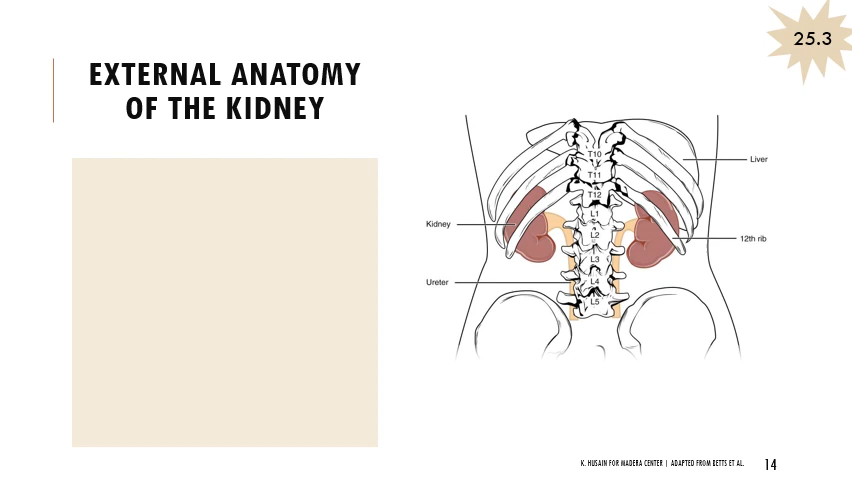 25.3
EXTERNAL ANATOMY
OF THE KIDNEY
T10
Liver
T11
T12
L1
Kidney
L2
12th rib
L3
Ureter
L4
L5
K. HUSAIN FOR MADERA CENTER | ADAPTED FROM BETTS ET AL.
14